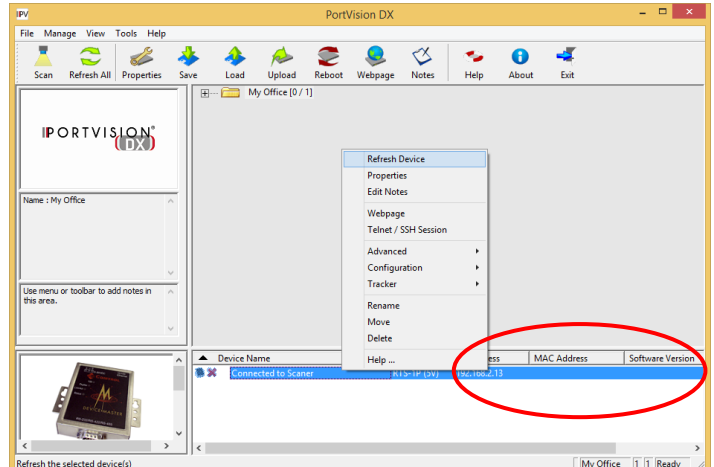 IPV PortVision DX
File Manage View Tools Help
Scan Refresh All Properties Save Load Upload Reboot Webpage Notes Help About Exit
My Office [0 / 1]
PORTVISION
DX
Refresh Device
Properties
Edit Notes
Name : My Office
Webpage
Telnet / SSH Session
Advanced
Configuration
Tracker
Use menu or toolbar to add notes in
this area.
Rename
Move
Delete
Help ...
Device Name ess MAC Address Software Version
Connected to Scaner RTS-1P (5V) 192.168.2.13
DEVICEMASTER
Refresh the selected device(s) My Office 1 1 Ready